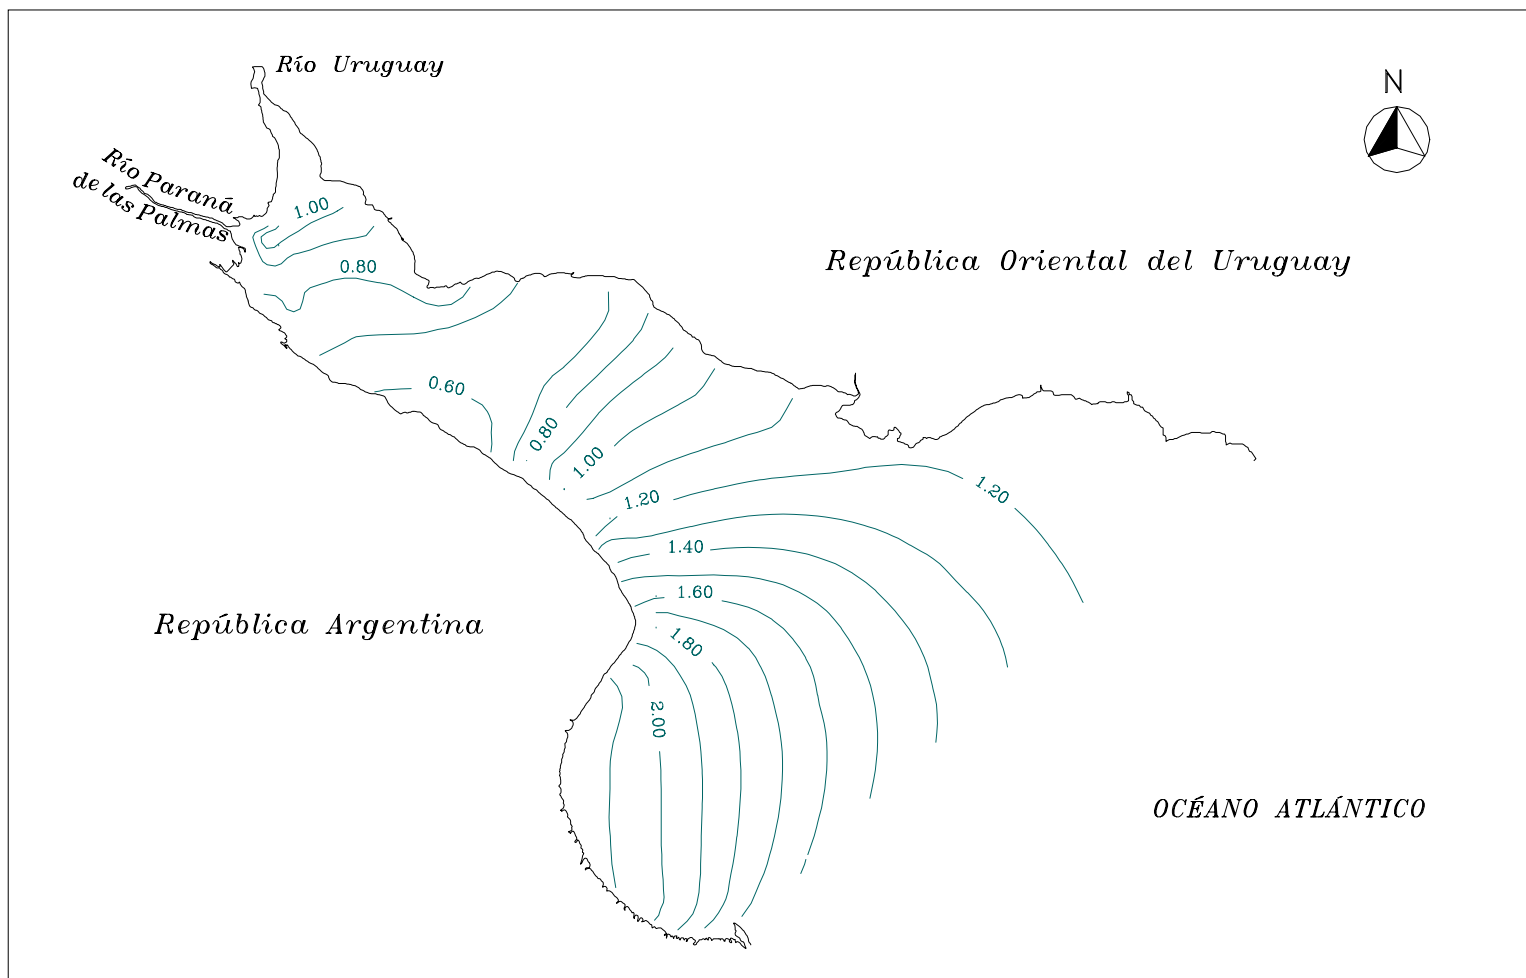 Río Uruguay
N
Río Paraná
de las Palmas
1.00
República Oriental del Uruguay
0.80
0.60
0.80
1.00
1.20
1.20
1.40
1.60
República Argentina
1.80
2.00
OCÉANO ATLÁNTICO